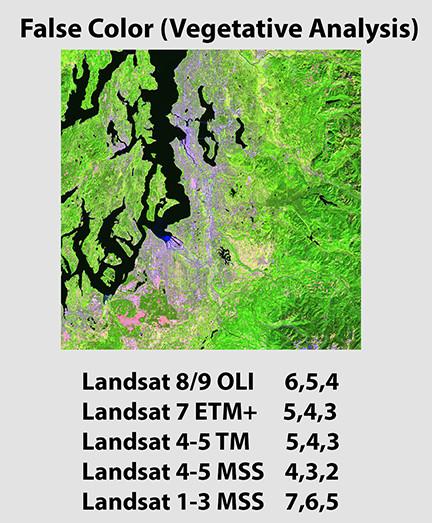 False Color (Vegetative Analysis)
Landsat 8/9 OLI 6,5,4
Landsat 7 ETM+ 5,4,3
Landsat 4-5 TM 5,4,3
Landsat 4-5 MSS 4,3,2
Landsat 1-3 MSS 7,6,5